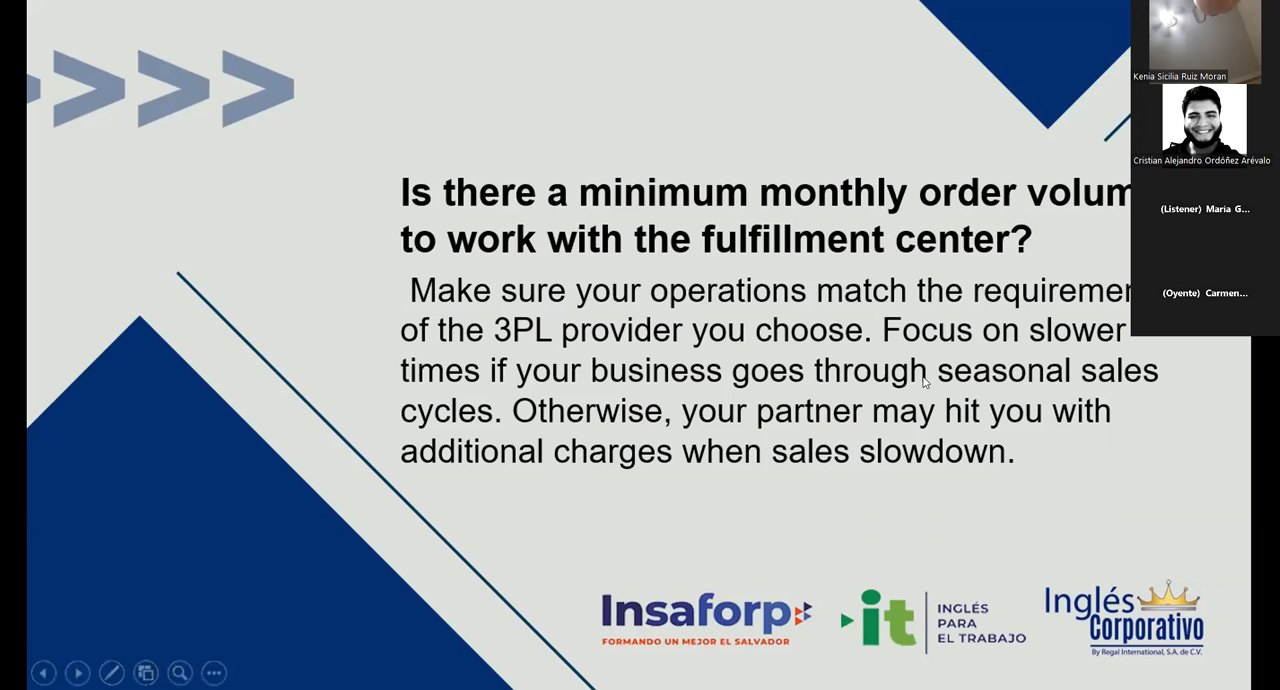 Is there a minimum monthly order volum
to work with the fulfillment center?
Make sure your operations match the requiremen
of the 3PL provider you choose. Focus on slower
times if your business goes through seasonal sales
cycles. Otherwise, your partner may hit you with
additional charges when sales slowdown.
Kenia Sicilia Ruiz Moran
Cristian Alejandro Ordóñez Arévalo
(Listener) Maria G...
(Oyente) Carmen...
Insaforp
FORMANDO UN MEJOR EL SALVADOR
it
INGLÉS
PARA
EL TRABAJO
Inglés
Corporativo
By Regal International, S.A. de C.V.